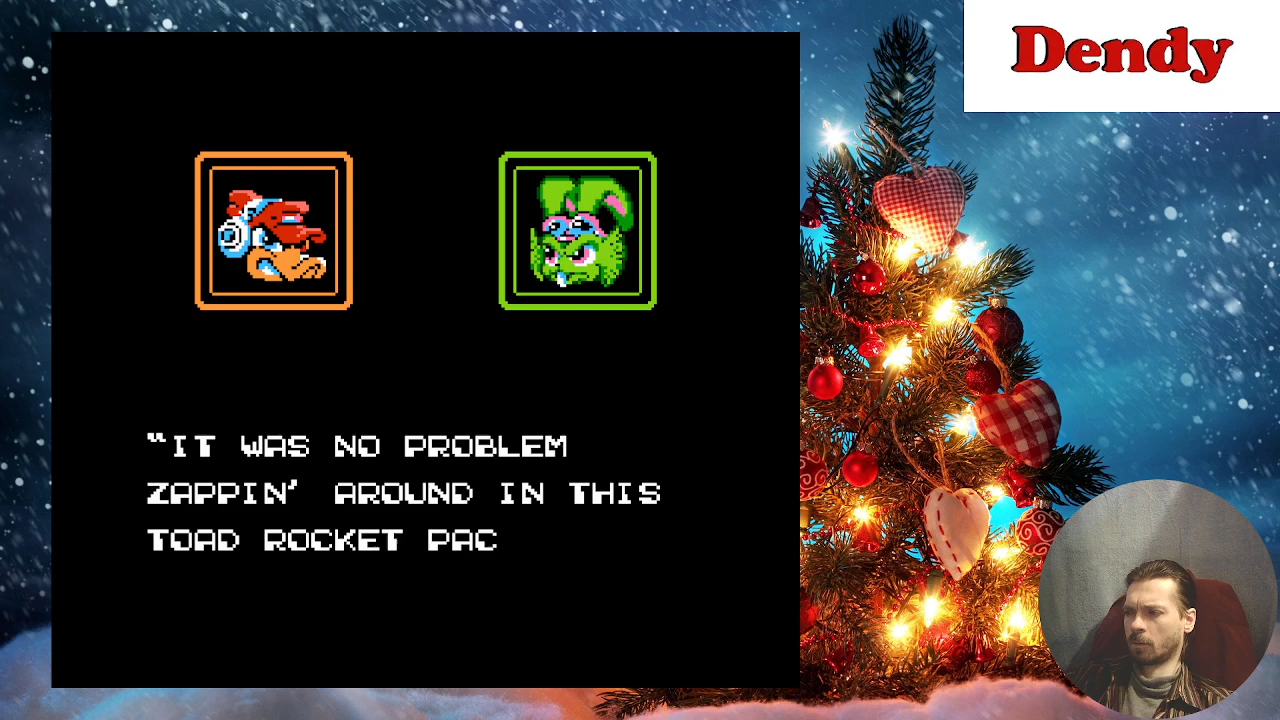 Dendy
"IT WAS NO PROBLEM
ZAPPIN' AROUND IN THIS
TOAD ROCKET PAC